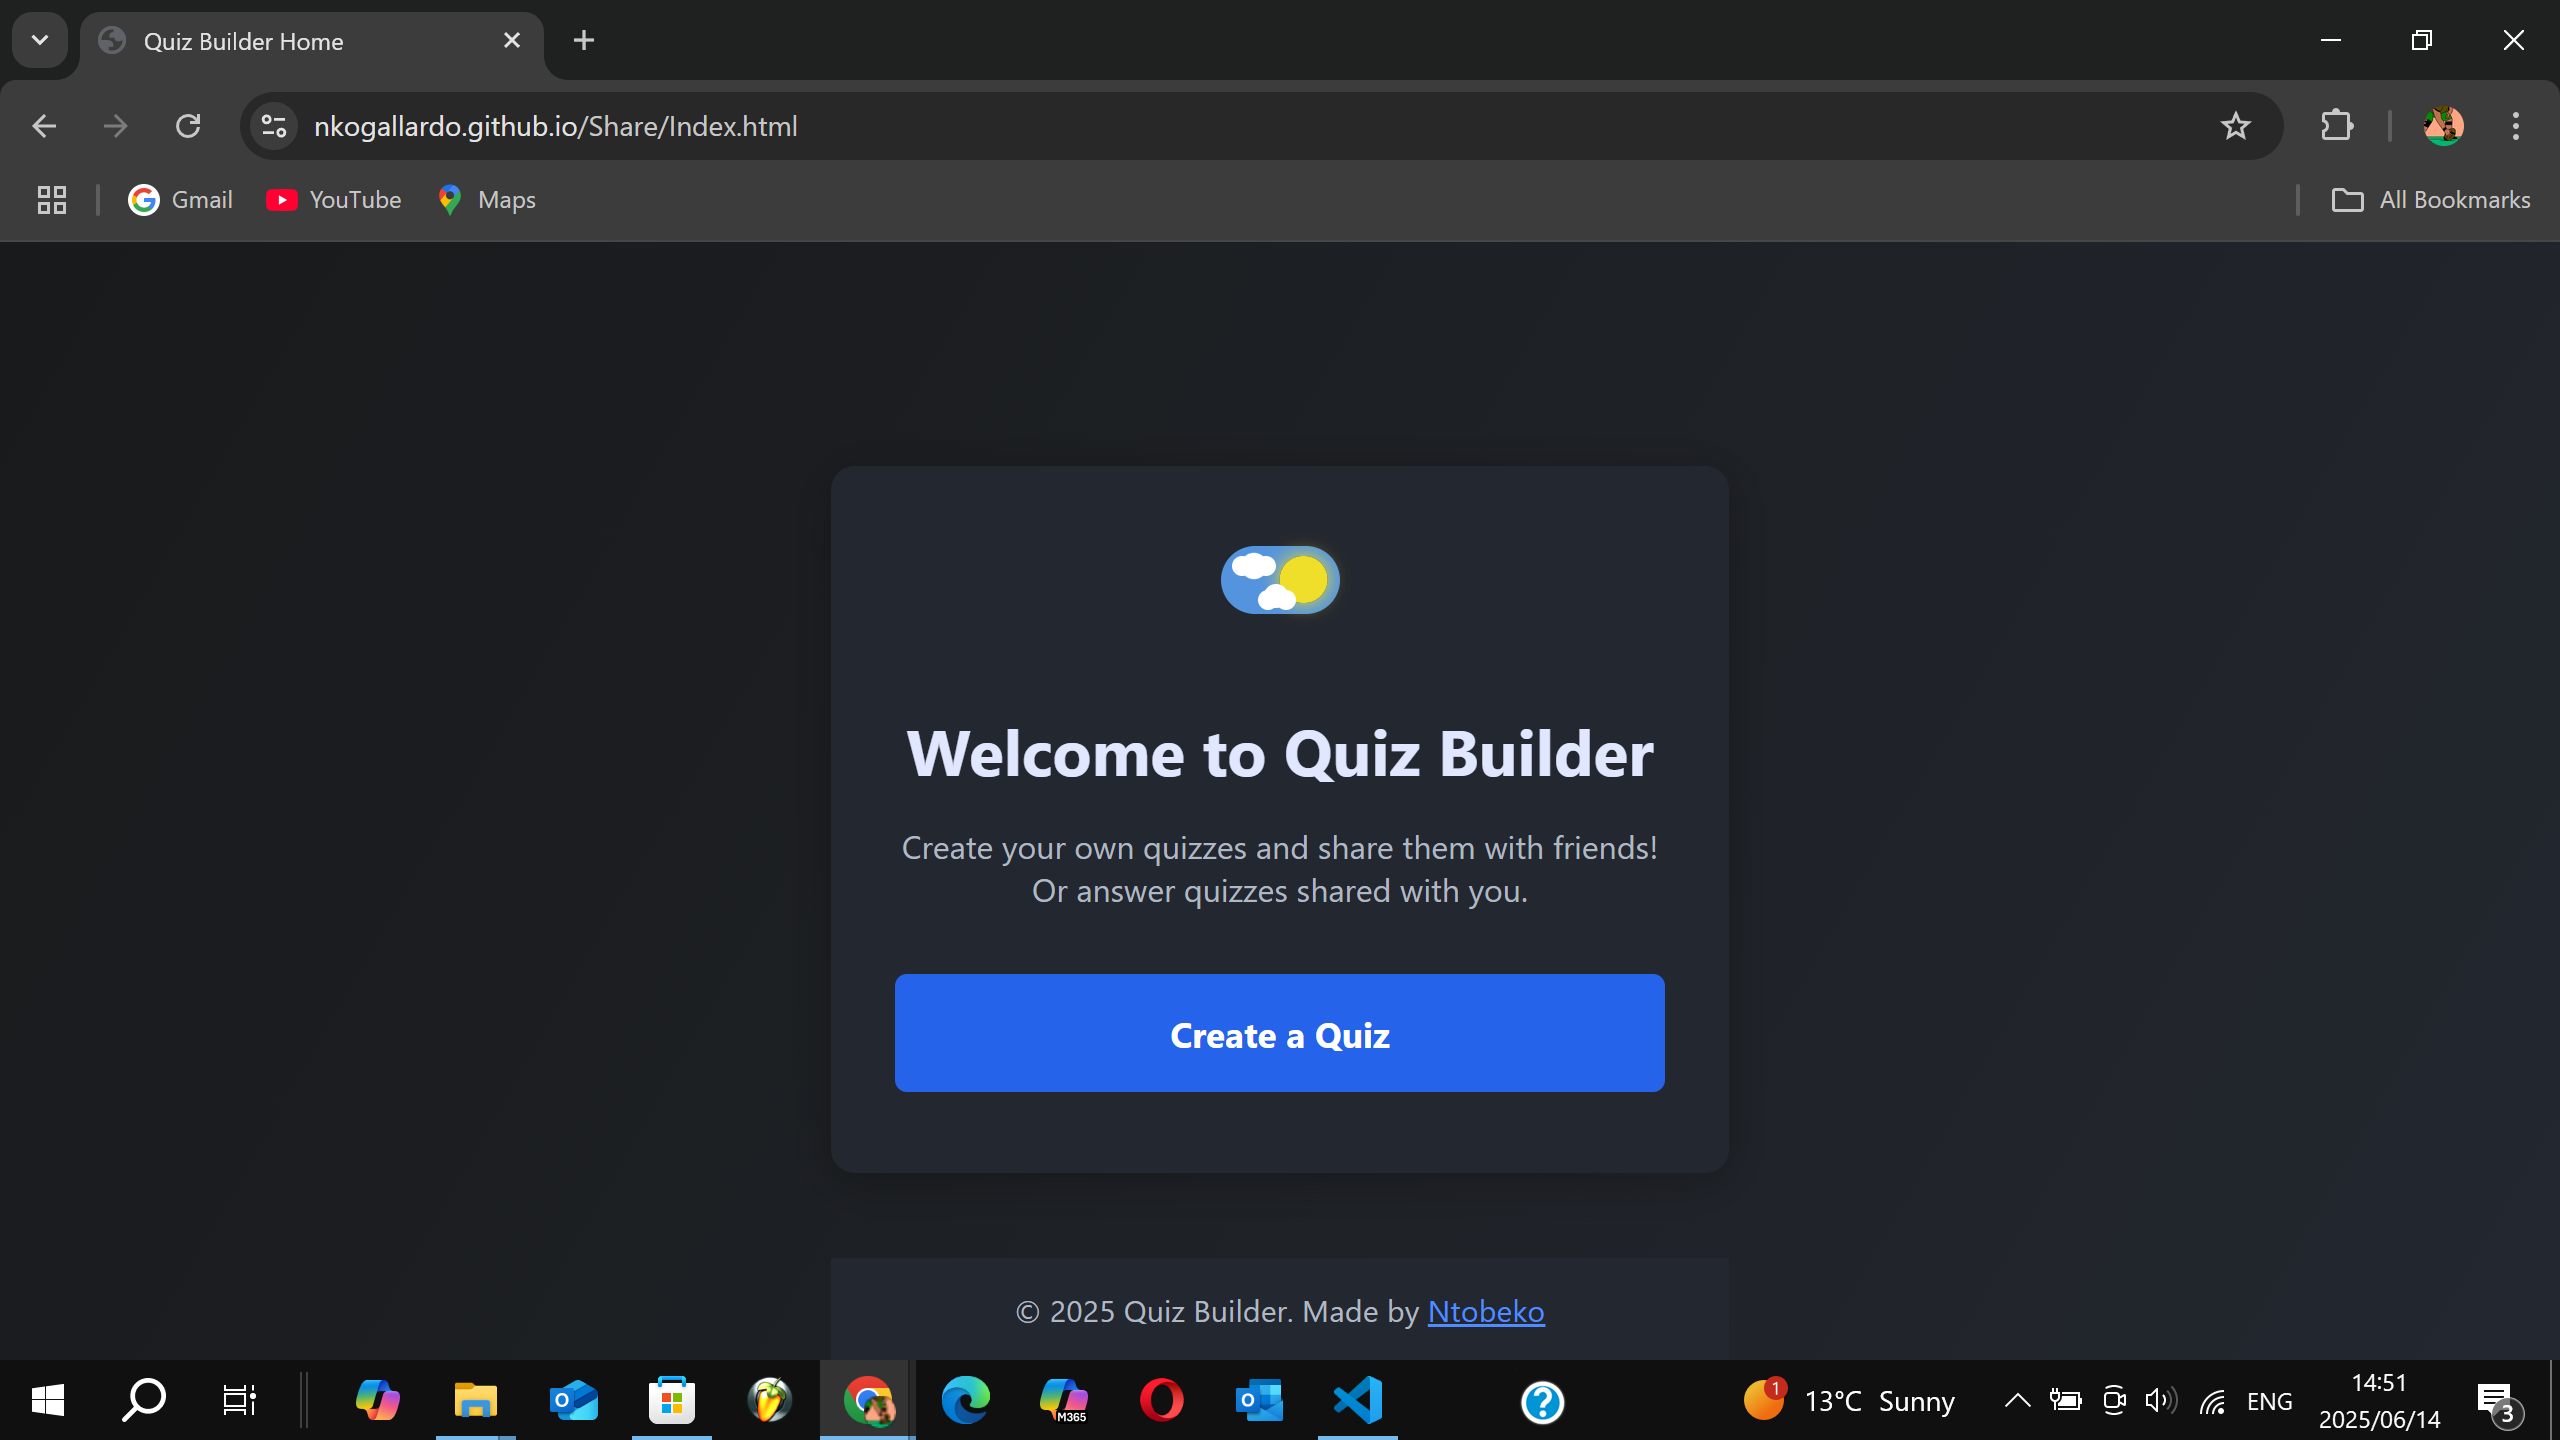 Quiz Builder Home
nkogallardo.github.io/Share/Index.html
Gmail YouTube Maps All Bookmarks
Welcome to Quiz Builder
Create your own quizzes and share them with friends!
Or answer quizzes shared with you.
Create a Quiz
© 2025 Quiz Builder. Made by Ntobeko
M365
1
13°C Sunny
ENG
14:51
2025/06/14
3